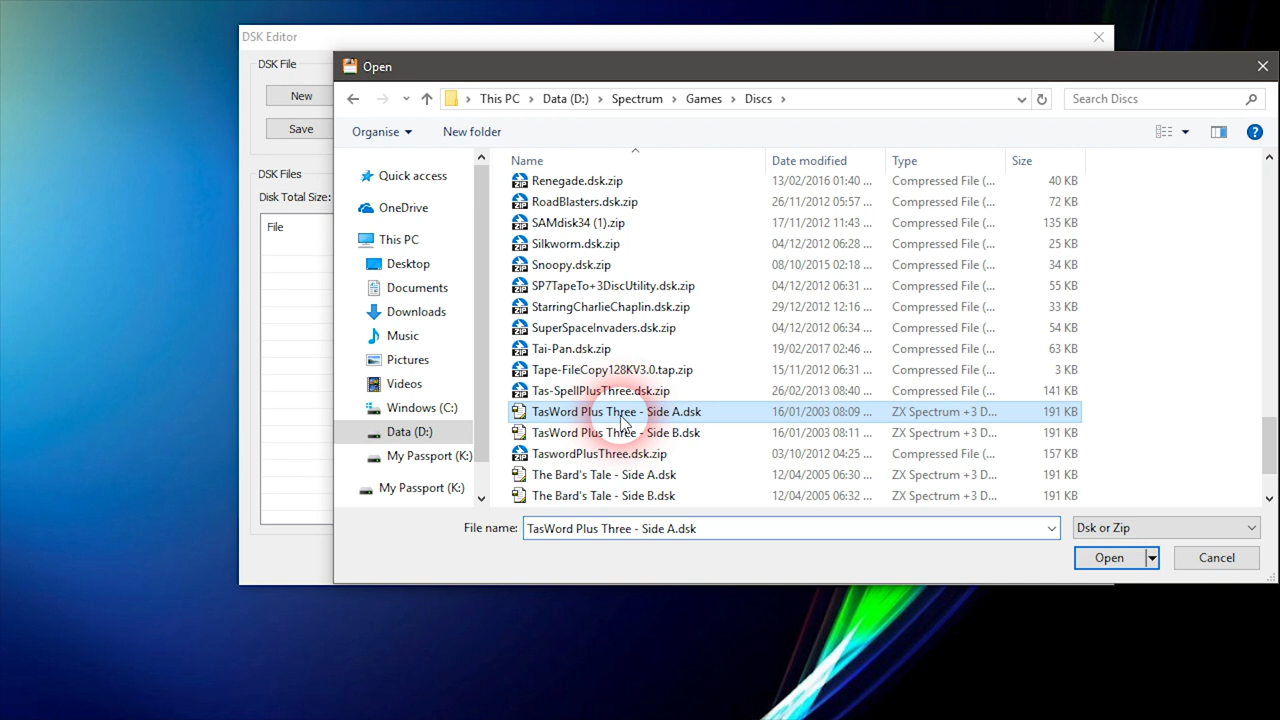 DSK Editor
DSK File
New
Save
DSK Files
Disk Total Size:
File
Open
This PC > Data (D:) > Spectrum > Games > Discs >
Search Discs
Organise
New folder
Quick access
OneDrive
This PC
Desktop
Documents
Downloads
Music
Pictures
Videos
Windows (C:)
Data (D:)
My Passport (K:)
My Passport (K:)
Name Date modified Type Size
Renegade.dsk.zip 13/02/2016 01:40 ... Compressed File (... 40 KB
RoadBlasters.dsk.zip 26/11/2012 05:57 ... Compressed File (... 72 KB
SAMdisk34 (1).zip 17/11/2012 11:43 ... Compressed File (... 135 KB
Silkworm.dsk.zip 04/12/2012 06:28 ... Compressed File (... 25 KB
Snoopy.dsk.zip 08/10/2015 02:18 ... Compressed File (... 34 KB
SP7TapeTo+3DiscUtility.dsk.zip 04/12/2012 06:31 ... Compressed File (... 55 KB
StarringCharlieChaplin.dsk.zip 29/12/2012 12:16 ... Compressed File (... 33 KB
SuperSpaceInvaders.dsk.zip 04/12/2012 06:34 ... Compressed File (... 54 KB
Tai-Pan.dsk.zip 19/02/2017 02:46 ... Compressed File (... 63 KB
Tape-FileCopy128KV3.0.tap.zip 15/11/2012 06:31 ... Compressed File (... 3 KB
Tas-SpellPlusThree.dsk.zip 26/02/2013 08:40 ... Compressed File (... 141 KB
TasWord Plus Three - Side A.dsk 16/01/2003 08:09 ... ZX Spectrum +3 D... 191 KB
TasWord Plus Three - Side B.dsk 16/01/2003 08:11 ... ZX Spectrum +3 D... 191 KB
TaswordPlusThree.dsk.zip 03/10/2012 04:25 ... Compressed File (... 157 KB
The Bard's Tale - Side A.dsk 12/04/2005 06:30 ... ZX Spectrum +3 D... 191 KB
The Bard's Tale - Side B.dsk 12/04/2005 06:32 ... ZX Spectrum +3 D... 191 KB
File name: TasWord Plus Three - Side A.dsk
Dsk or Zip
Open
Cancel